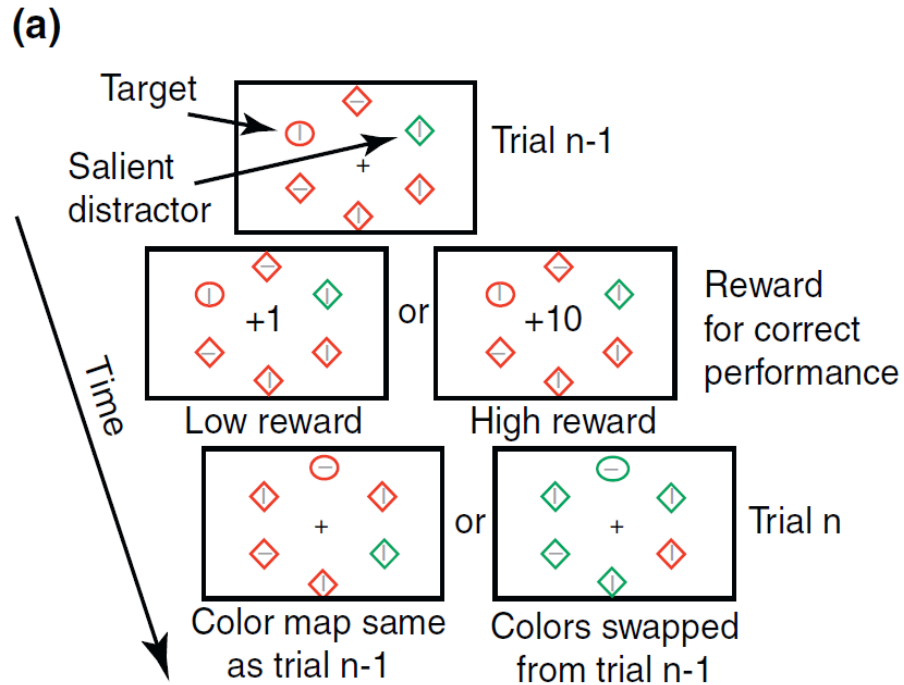 (a)
Target
Salient
distractor
+
Trial n-1
+1
or
+10
Reward
for correct
performance
Low reward
High reward
Time
+
or
+
Trial n
Color map same
as trial n-1
Colors swapped
from trial n-1